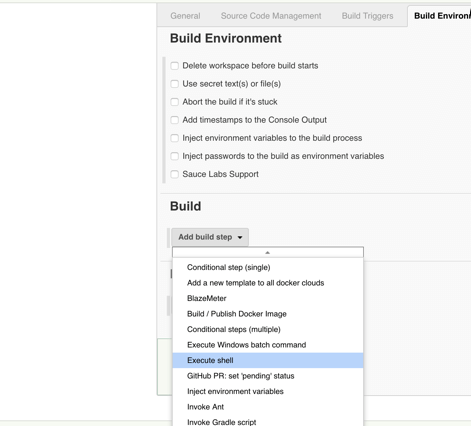 General Source Code Management Build Triggers Build Environ
Build Environment
Delete workspace before build starts
Use secret text(s) or file(s)
Abort the build if it's stuck
Add timestamps to the Console Output
Inject environment variables to the build process
Inject passwords to the build as environment variables
Sauce Labs Support
Build
Add build step
Conditional step (single)
Add a new template to all docker clouds
BlazeMeter
Build / Publish Docker Image
Conditional steps (multiple)
Execute Windows batch command
Execute shell
GitHub PR: set 'pending' status
Inject environment variables
Invoke Ant
Invoke Gradle script